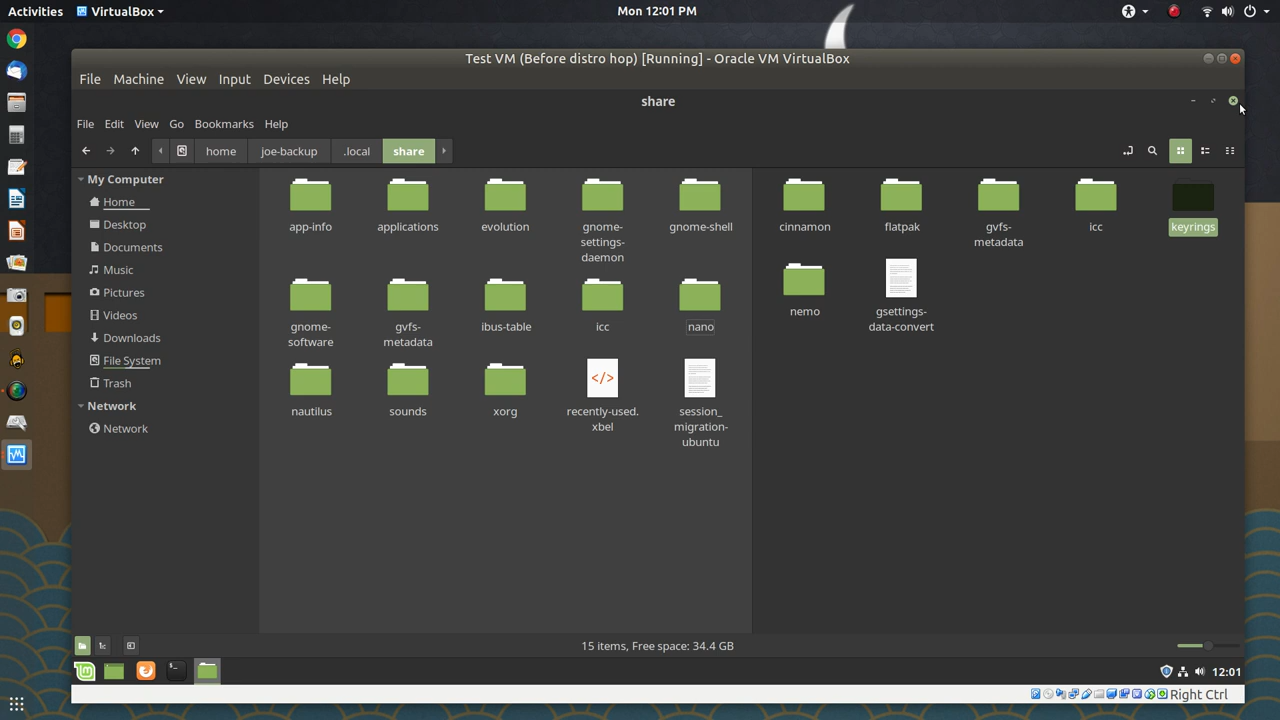 Activities
VirtualBox
Mon 12:01 PM
Test VM (Before distro hop) [Running] - Oracle VM VirtualBox
File Machine View Input Devices Help
share
File Edit View Go Bookmarks Help
home joe-backup .local share
My Computer
Home
Desktop
Documents
Music
Pictures
Videos
Downloads
File System
Trash
Network
Network
app-info
applications
evolution
gnome-
settings-
daemon
gnome-shell
gnome-
software
gvfs-
metadata
ibus-table
icc
nano
nautilus
sounds
xorg
recently-used.
xbel
session_
migration-
ubuntu
cinnamon
flatpak
gvfs-
metadata
icc
keyrings
nemo
gsettings-
data-convert
15 items, Free space: 34.4 GB
12:01
Right Ctrl